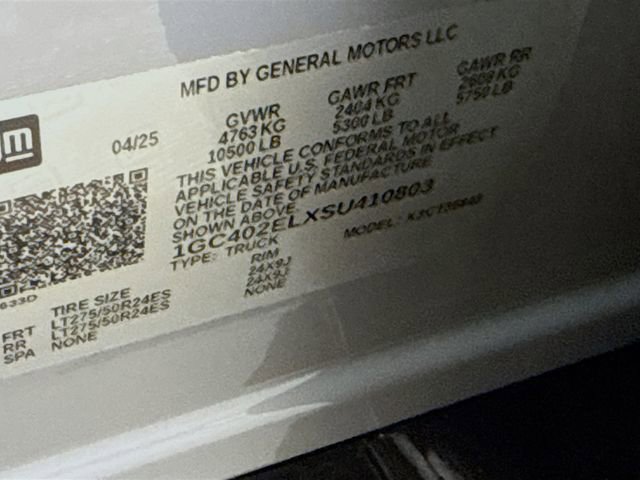 MFD BY GENERAL MOTORS LLC
gm
04/25
GVWR GAWR FRT GAWR RR
4763 KG 2404 KG 2608 KG
10500 LB 5300 LB 5750 LB
THIS VEHICLE CONFORMS TO ALL
APPLICABLE U.S. FEDERAL MOTOR
VEHICLE SAFETY STANDARDS IN EFFECT
ON THE DATE OF MANUFACTURE
SHOWN ABOVE.
1GC402ELXSU410803
TYPE: TRUCK MODEL:
633D
TIRE SIZE RIM
FRT LT275/50R24ES 24X9J
RR LT275/50R24ES 24X9J
SPA NONE NONE